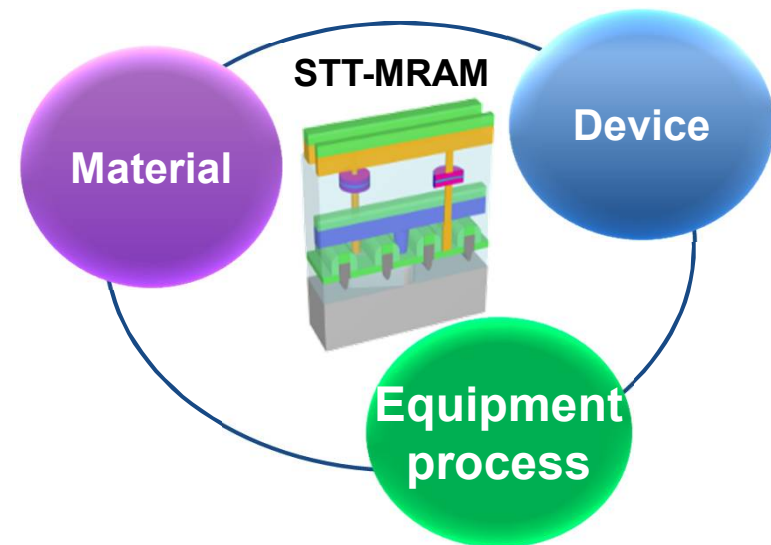 STT-MRAM
Material
Device
Equipment
process